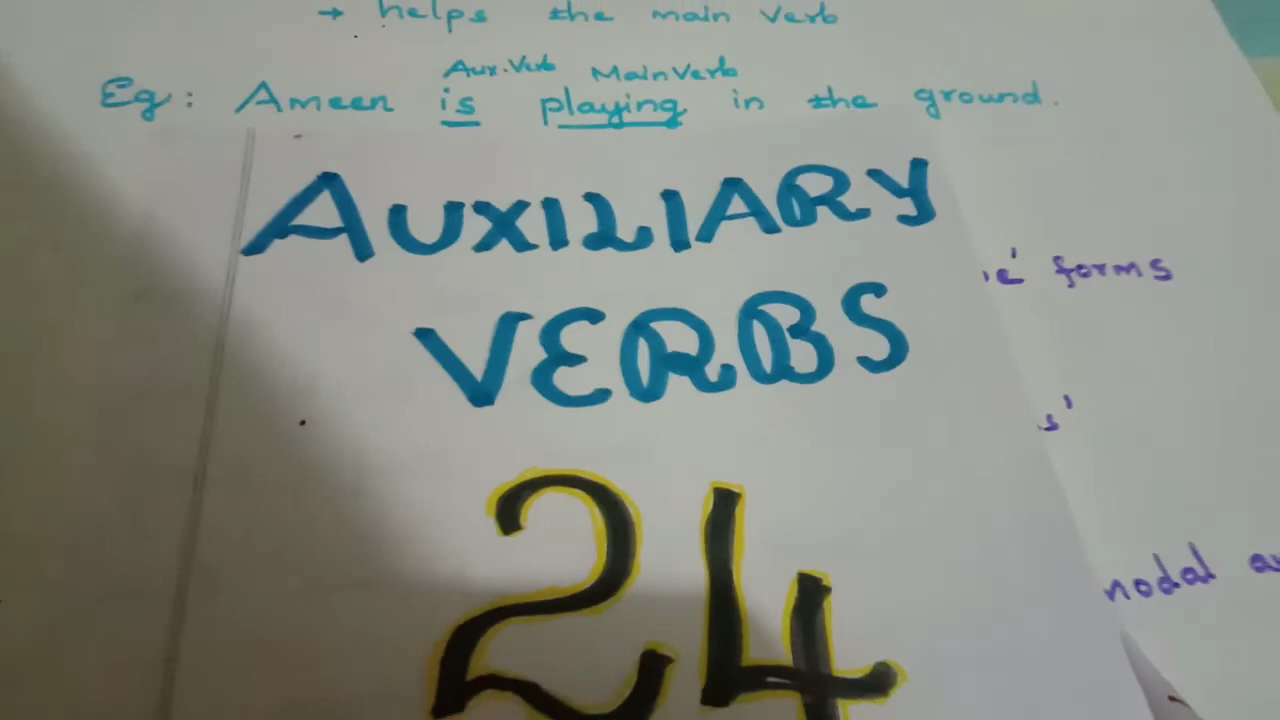 → helps the main verb
Aux.Verb Main Verb
Eg: Ameen is playing in the ground.
AUXILIARY
VERBS
forms
24